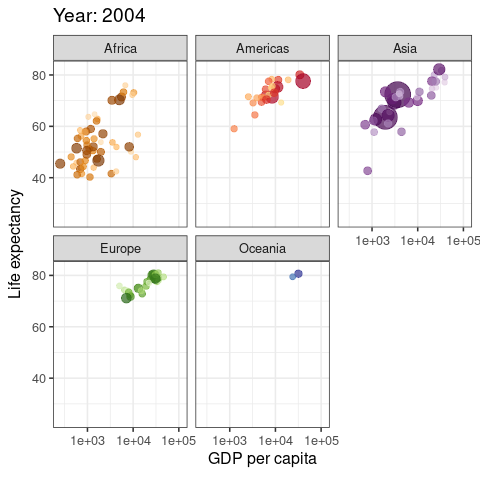 Year: 2004
Africa
Americas
Asia
80
60
40
1e+03 1e+04 1e+05
Europe
Oceania
80
60
40
1e+03 1e+04 1e+05
1e+03 1e+04 1e+05
Life expectancy
GDP per capita